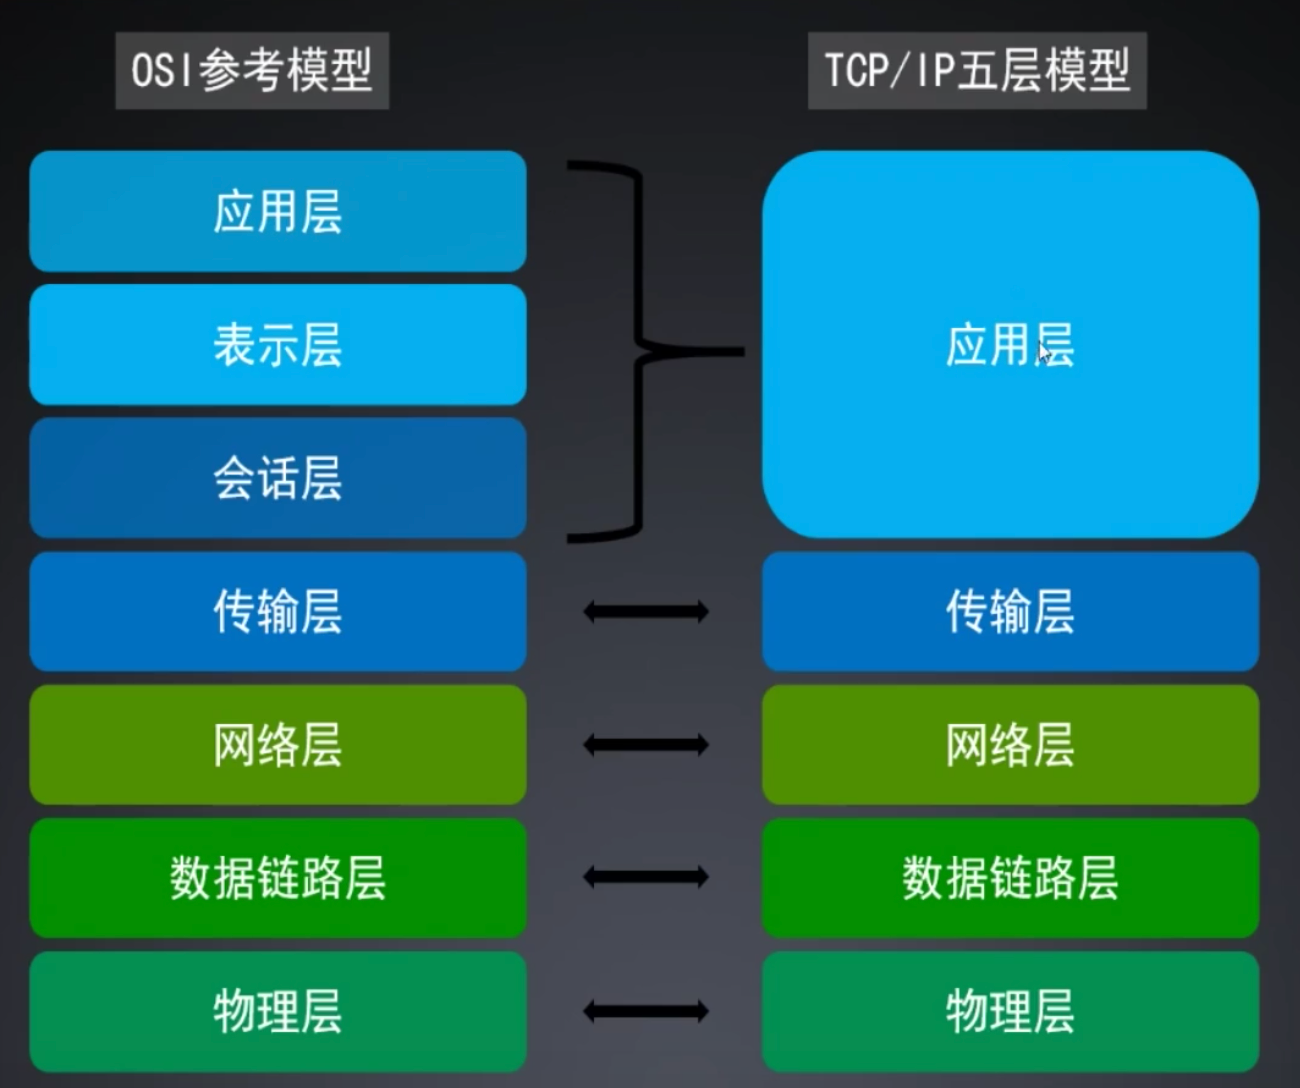 OSI参考模型
TCP/IP五层模型
应用层
表示层
会话层
传输层
网络层
数据链路层
物理层
应用层
传输层
网络层
数据链路层
物理层